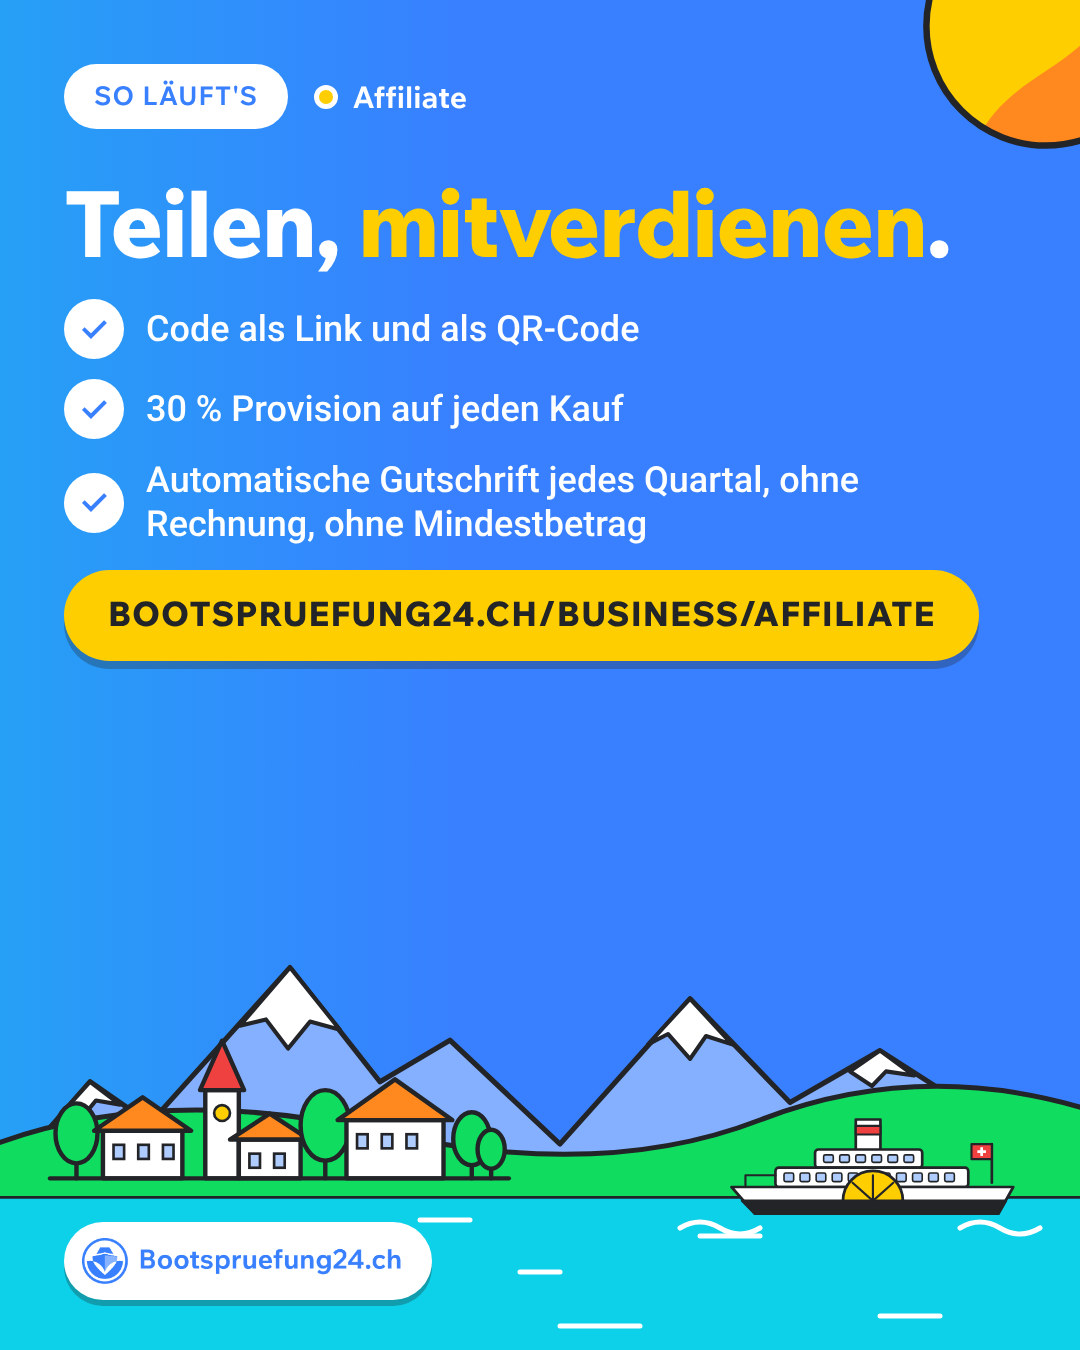 SO LÄUFT'S
Affiliate
Teilen, mitverdienen.
Code als Link und als QR-Code
30 % Provision auf jeden Kauf
Automatische Gutschrift jedes Quartal, ohne
Rechnung, ohne Mindestbetrag
BOOTSPRUEFUNG24.CH/BUSINESS/AFFILIATE
Bootspruefung24.ch